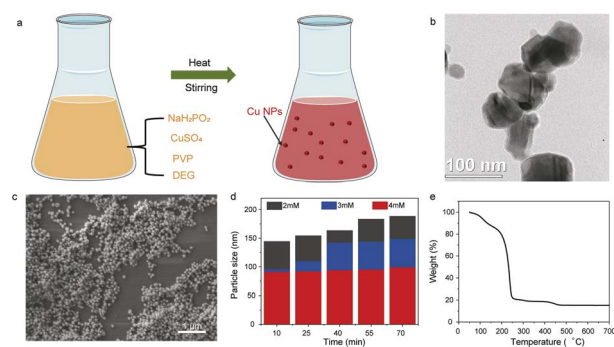 a
Heat
Stirring
NaH₂PO₂
CuSO₄
PVP
DEG
Cu NPs
b
100 nm
c
1 μm
d
2mM 3mM 4mM
Particle size (nm)
200
150
100
50
0
10 25 40 55 70
Time (min)
e
Weight (%)
100
80
60
40
20
0
0 100 200 300 400 500 600 700
Temperature ( °C)